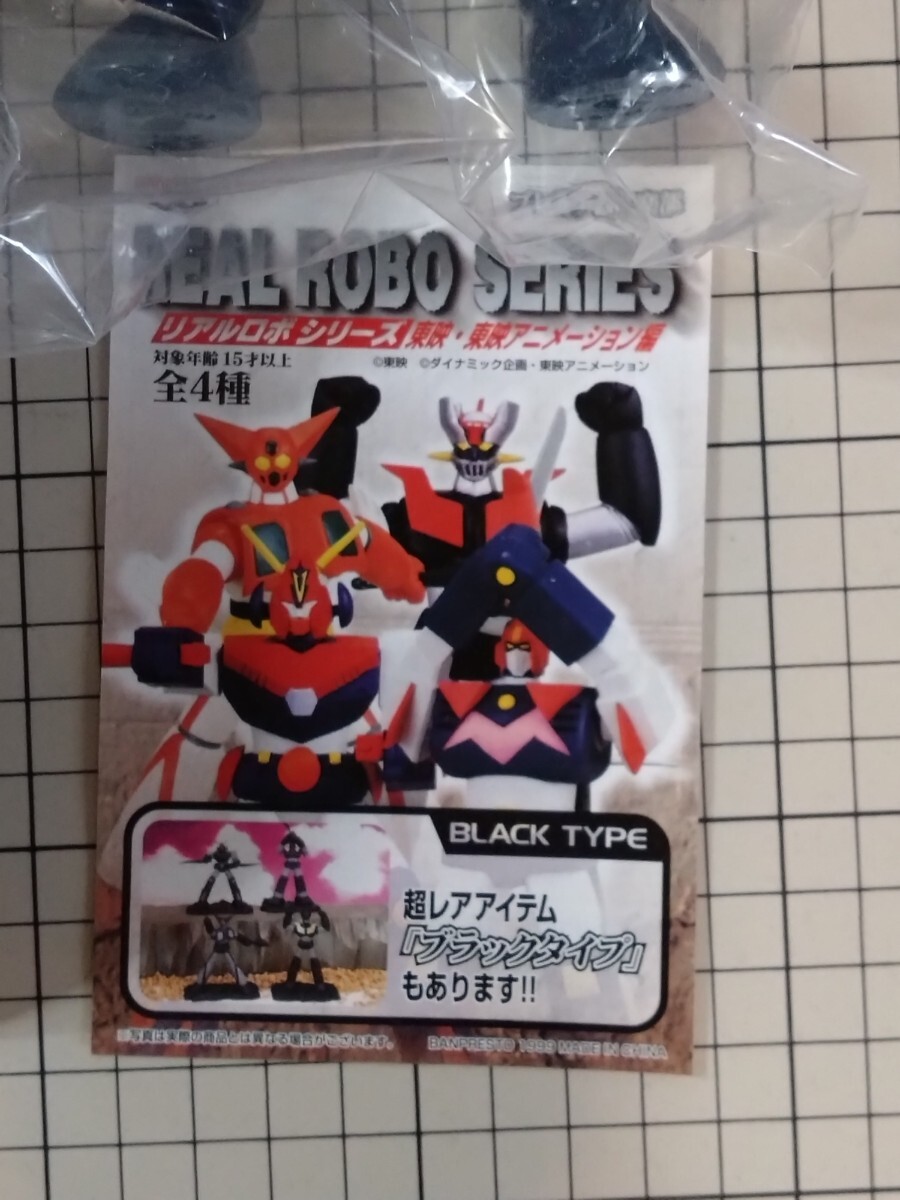 REAL ROBO SERIES
リアルロボシリーズ 東映・東映アニメーション編
対象年齢15才以上
©東映 ©ダイナミック企画・東映アニメーション
全4種
BLACK TYPE
超レアアイテム
『ブラックタイプ』
もあります!!
※写真は実際の商品とは異なる場合がございます。
BANPRESTO 1999 MADE IN CHINA